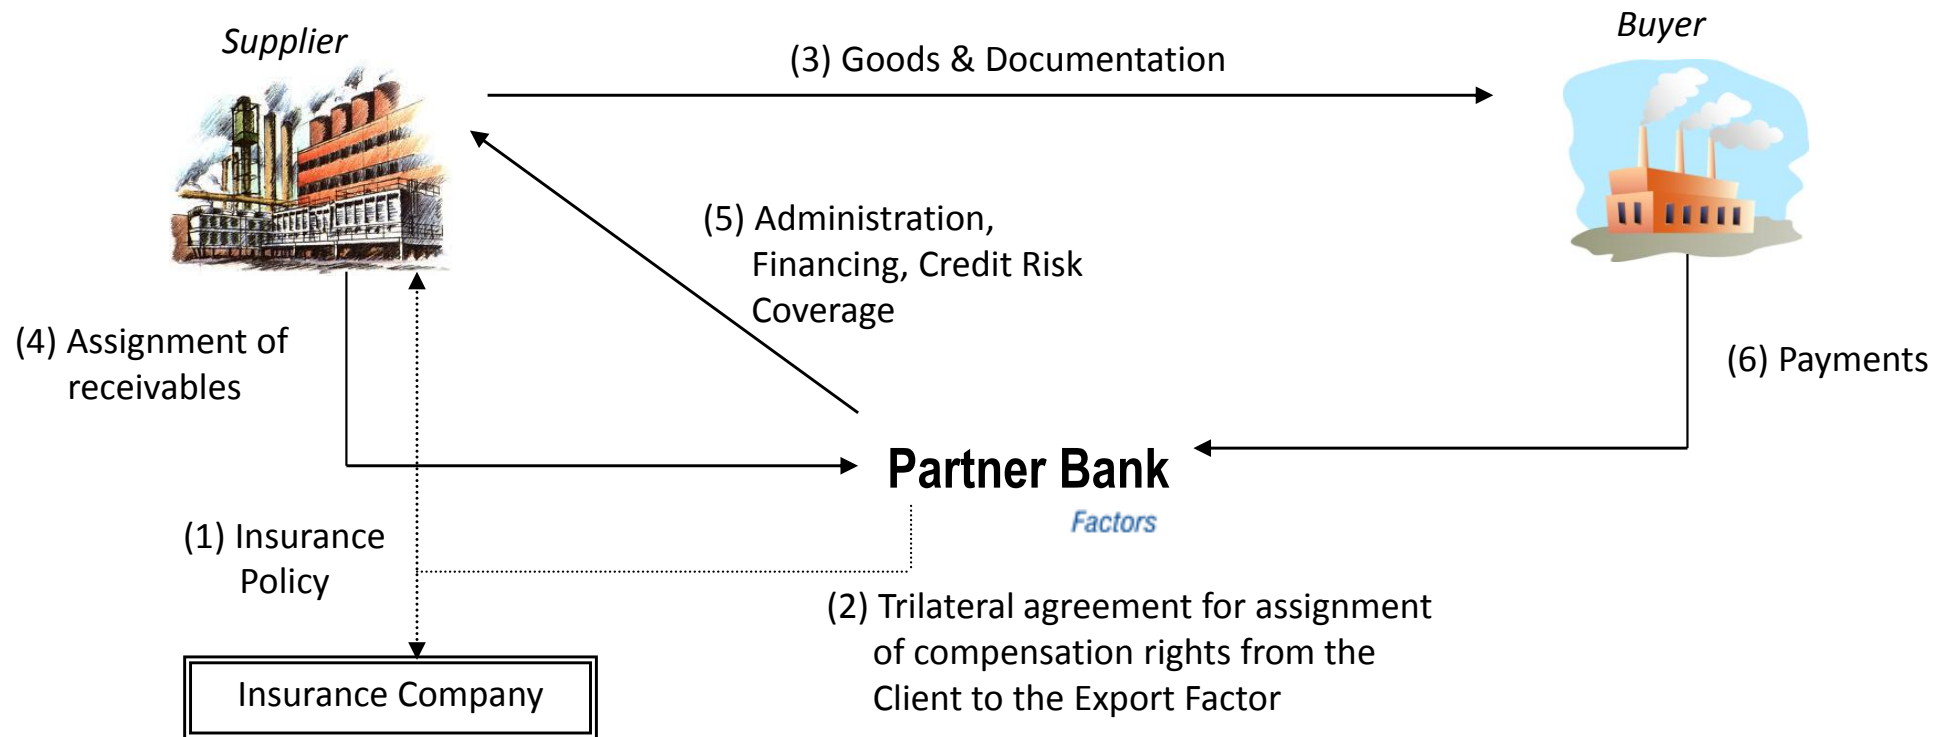 Supplier
Buyer
(3) Goods & Documentation
(5) Administration,
Financing, Credit Risk
Coverage
(4) Assignment of
receivables
(6) Payments
Partner Bank
Factors
(1) Insurance
Policy
(2) Trilateral agreement for assignment
of compensation rights from the
Client to the Export Factor
Insurance Company